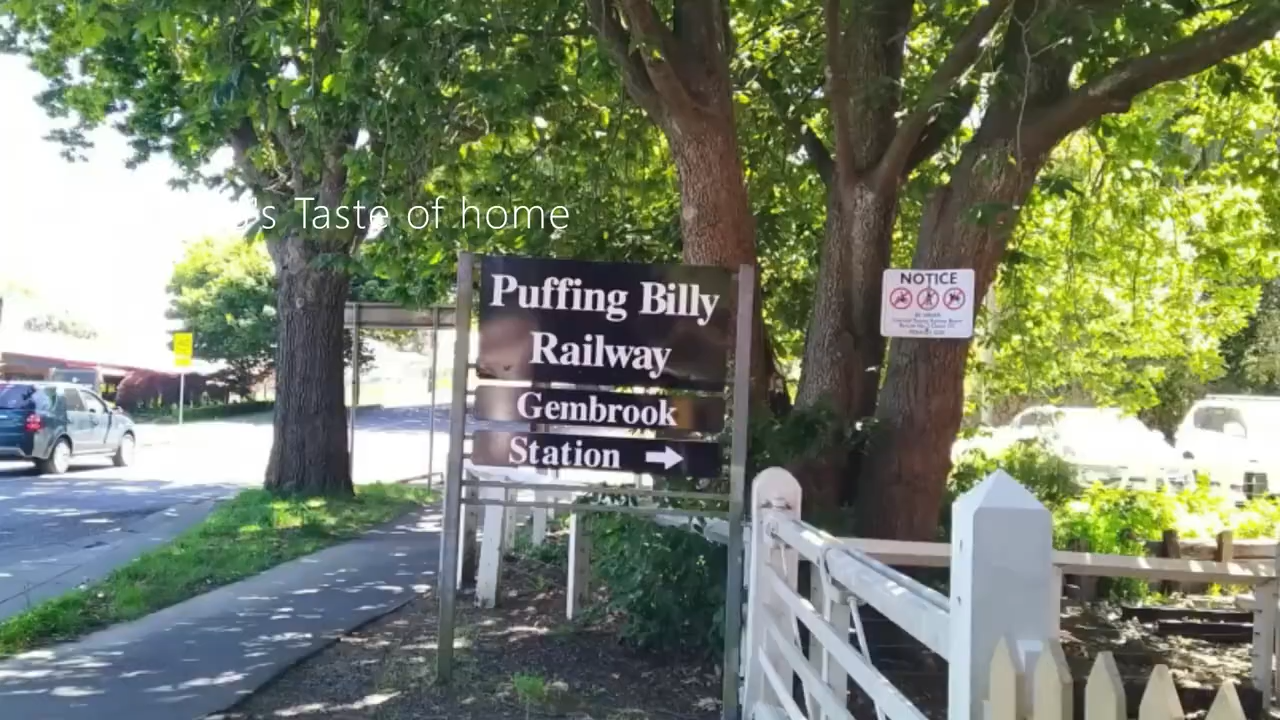 's Taste of home
Puffing Billy
Railway
Gembrook
Station →
NOTICE